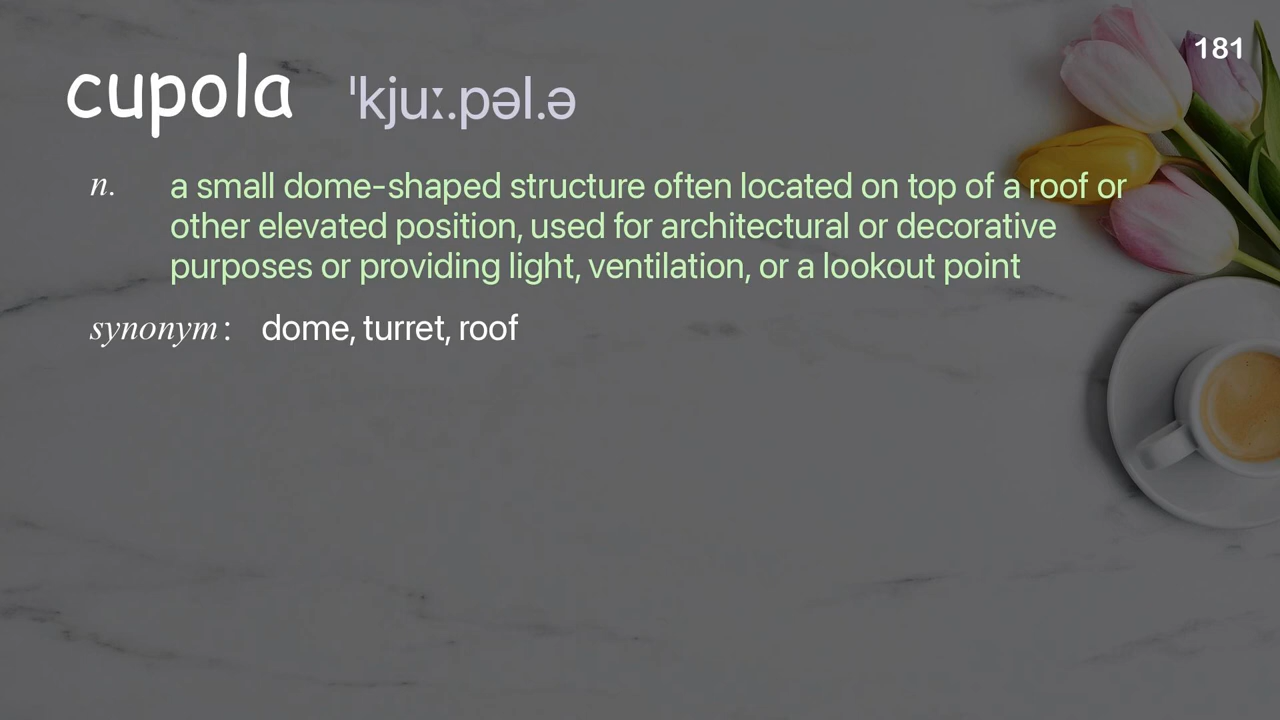 181
cupola ˈkjuː.pəl.ə
n. a small dome-shaped structure often located on top of a roof or
other elevated position, used for architectural or decorative
purposes or providing light, ventilation, or a lookout point
synonym: dome, turret, roof